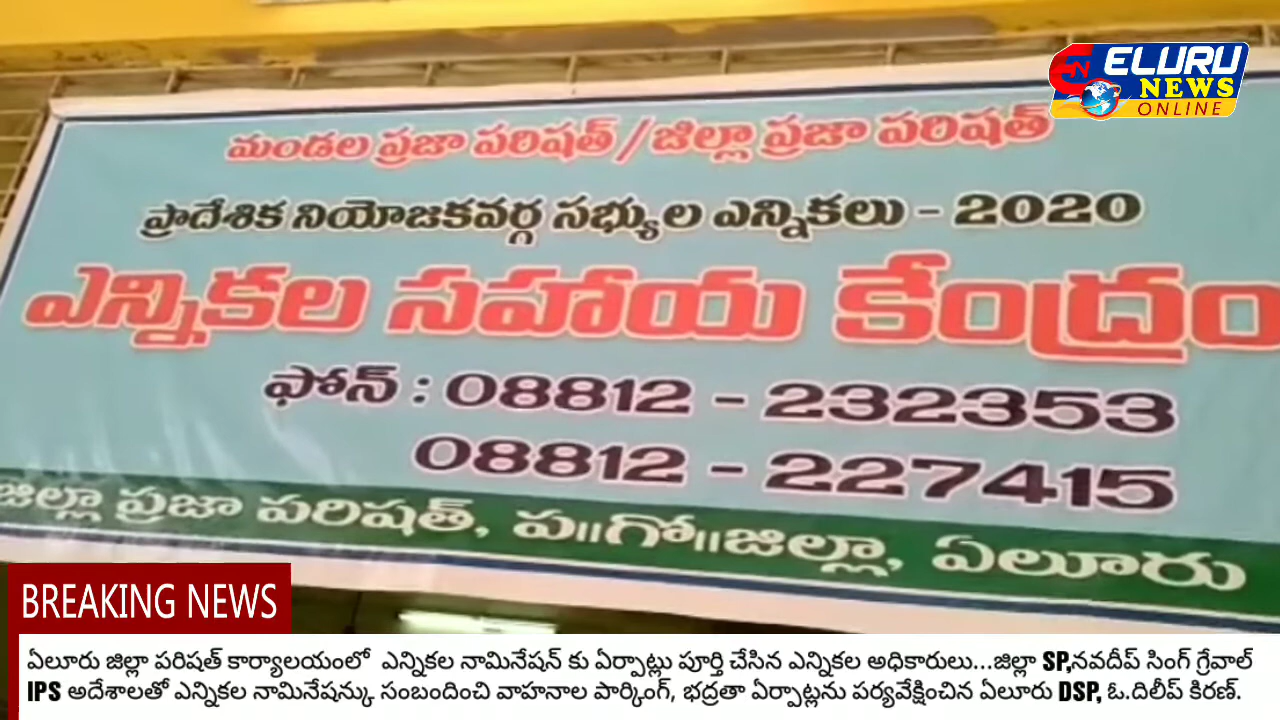 ELURU
NEWS
ONLINE
మండల ప్రజా పరిషత్ / జిల్లా ప్రజా పరిషత్
ప్రాదేశిక నియోజకవర్గ సభ్యుల ఎన్నికలు - 2020
ఎన్నికల సహాయ కేంద్రం
ఫోన్ : 08812 - 232353
08812 - 227415
జిల్లా ప్రజా పరిషత్, ప॥గో॥జిల్లా, ఏలూరు
BREAKING NEWS
ఏలూరు జిల్లా పరిషత్ కార్యాలయంలో ఎన్నికల నామినేషన్ కు ఏర్పాట్లు పూర్తి చేసిన ఎన్నికల అధికారులు...జిల్లా SP,నవదీప్ సింగ్ గ్రేవాల్
IPS అదేశాలతో ఎన్నికల నామినేషన్కు సంబందించి వాహనాల పార్కింగ్, భద్రతా ఏర్పాట్లను పర్యవేక్షించిన ఏలూరు DSP, ఓ.దిలీప్ కిరణ్.